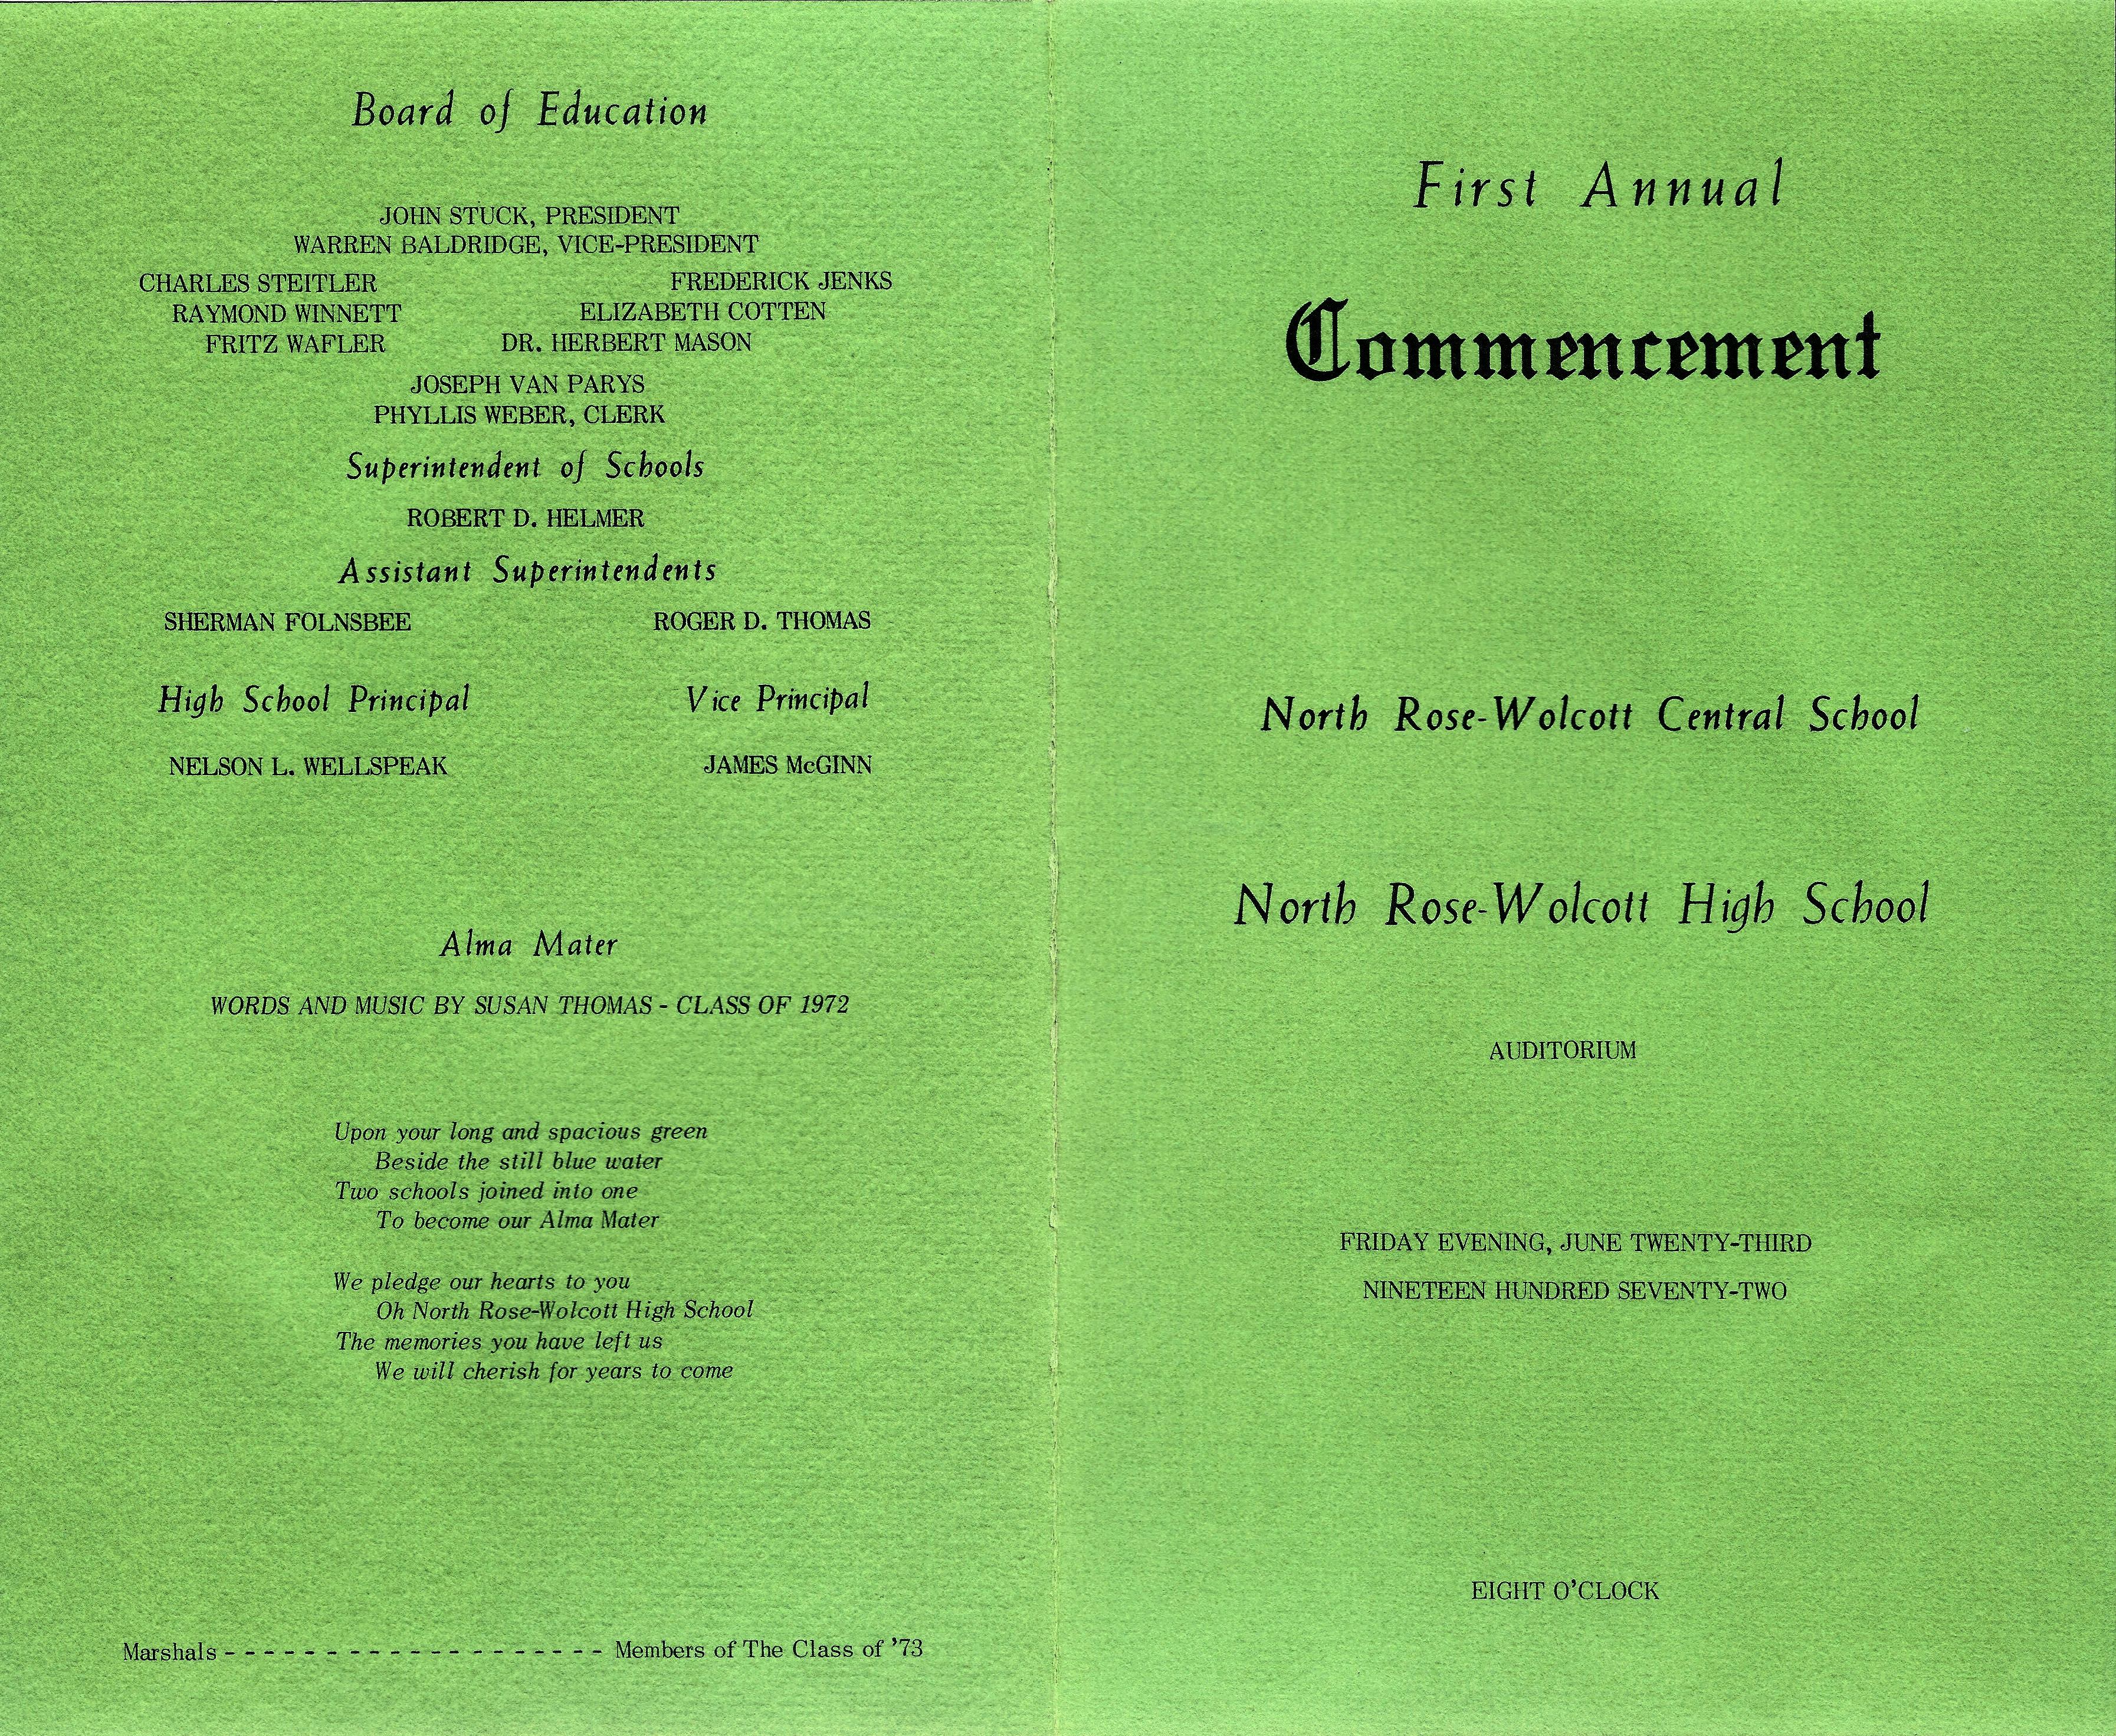 Board of Education
JOHN STUCK, PRESIDENT
WARREN BALDRIDGE, VICE-PRESIDENT
CHARLES STEITLER FREDERICK JENKS
RAYMOND WINNETT ELIZABETH COTTEN
FRITZ WAFLER DR. HERBERT MASON
JOSEPH VAN PARYS
PHYLLIS WEBER, CLERK
Superintendent of Schools
ROBERT D. HELMER
Assistant Superintendents
SHERMAN FOLNSBEE ROGER D. THOMAS
High School Principal Vice Principal
NELSON L. WELLSPEAK JAMES McGINN
Alma Mater
WORDS AND MUSIC BY SUSAN THOMAS - CLASS OF 1972
Upon your long and spacious green
Beside the still blue water
Two schools joined into one
To become our Alma Mater
We pledge our hearts to you
Oh North Rose-Wolcott High School
The memories you have left us
We will cherish for years to come
Marshals - - - - - - - - - - - - - - - - - - Members of The Class of '73
First Annual
Commencement
North Rose-Wolcott Central School
North Rose-Wolcott High School
AUDITORIUM
FRIDAY EVENING, JUNE TWENTY-THIRD
NINETEEN HUNDRED SEVENTY-TWO
EIGHT O'CLOCK